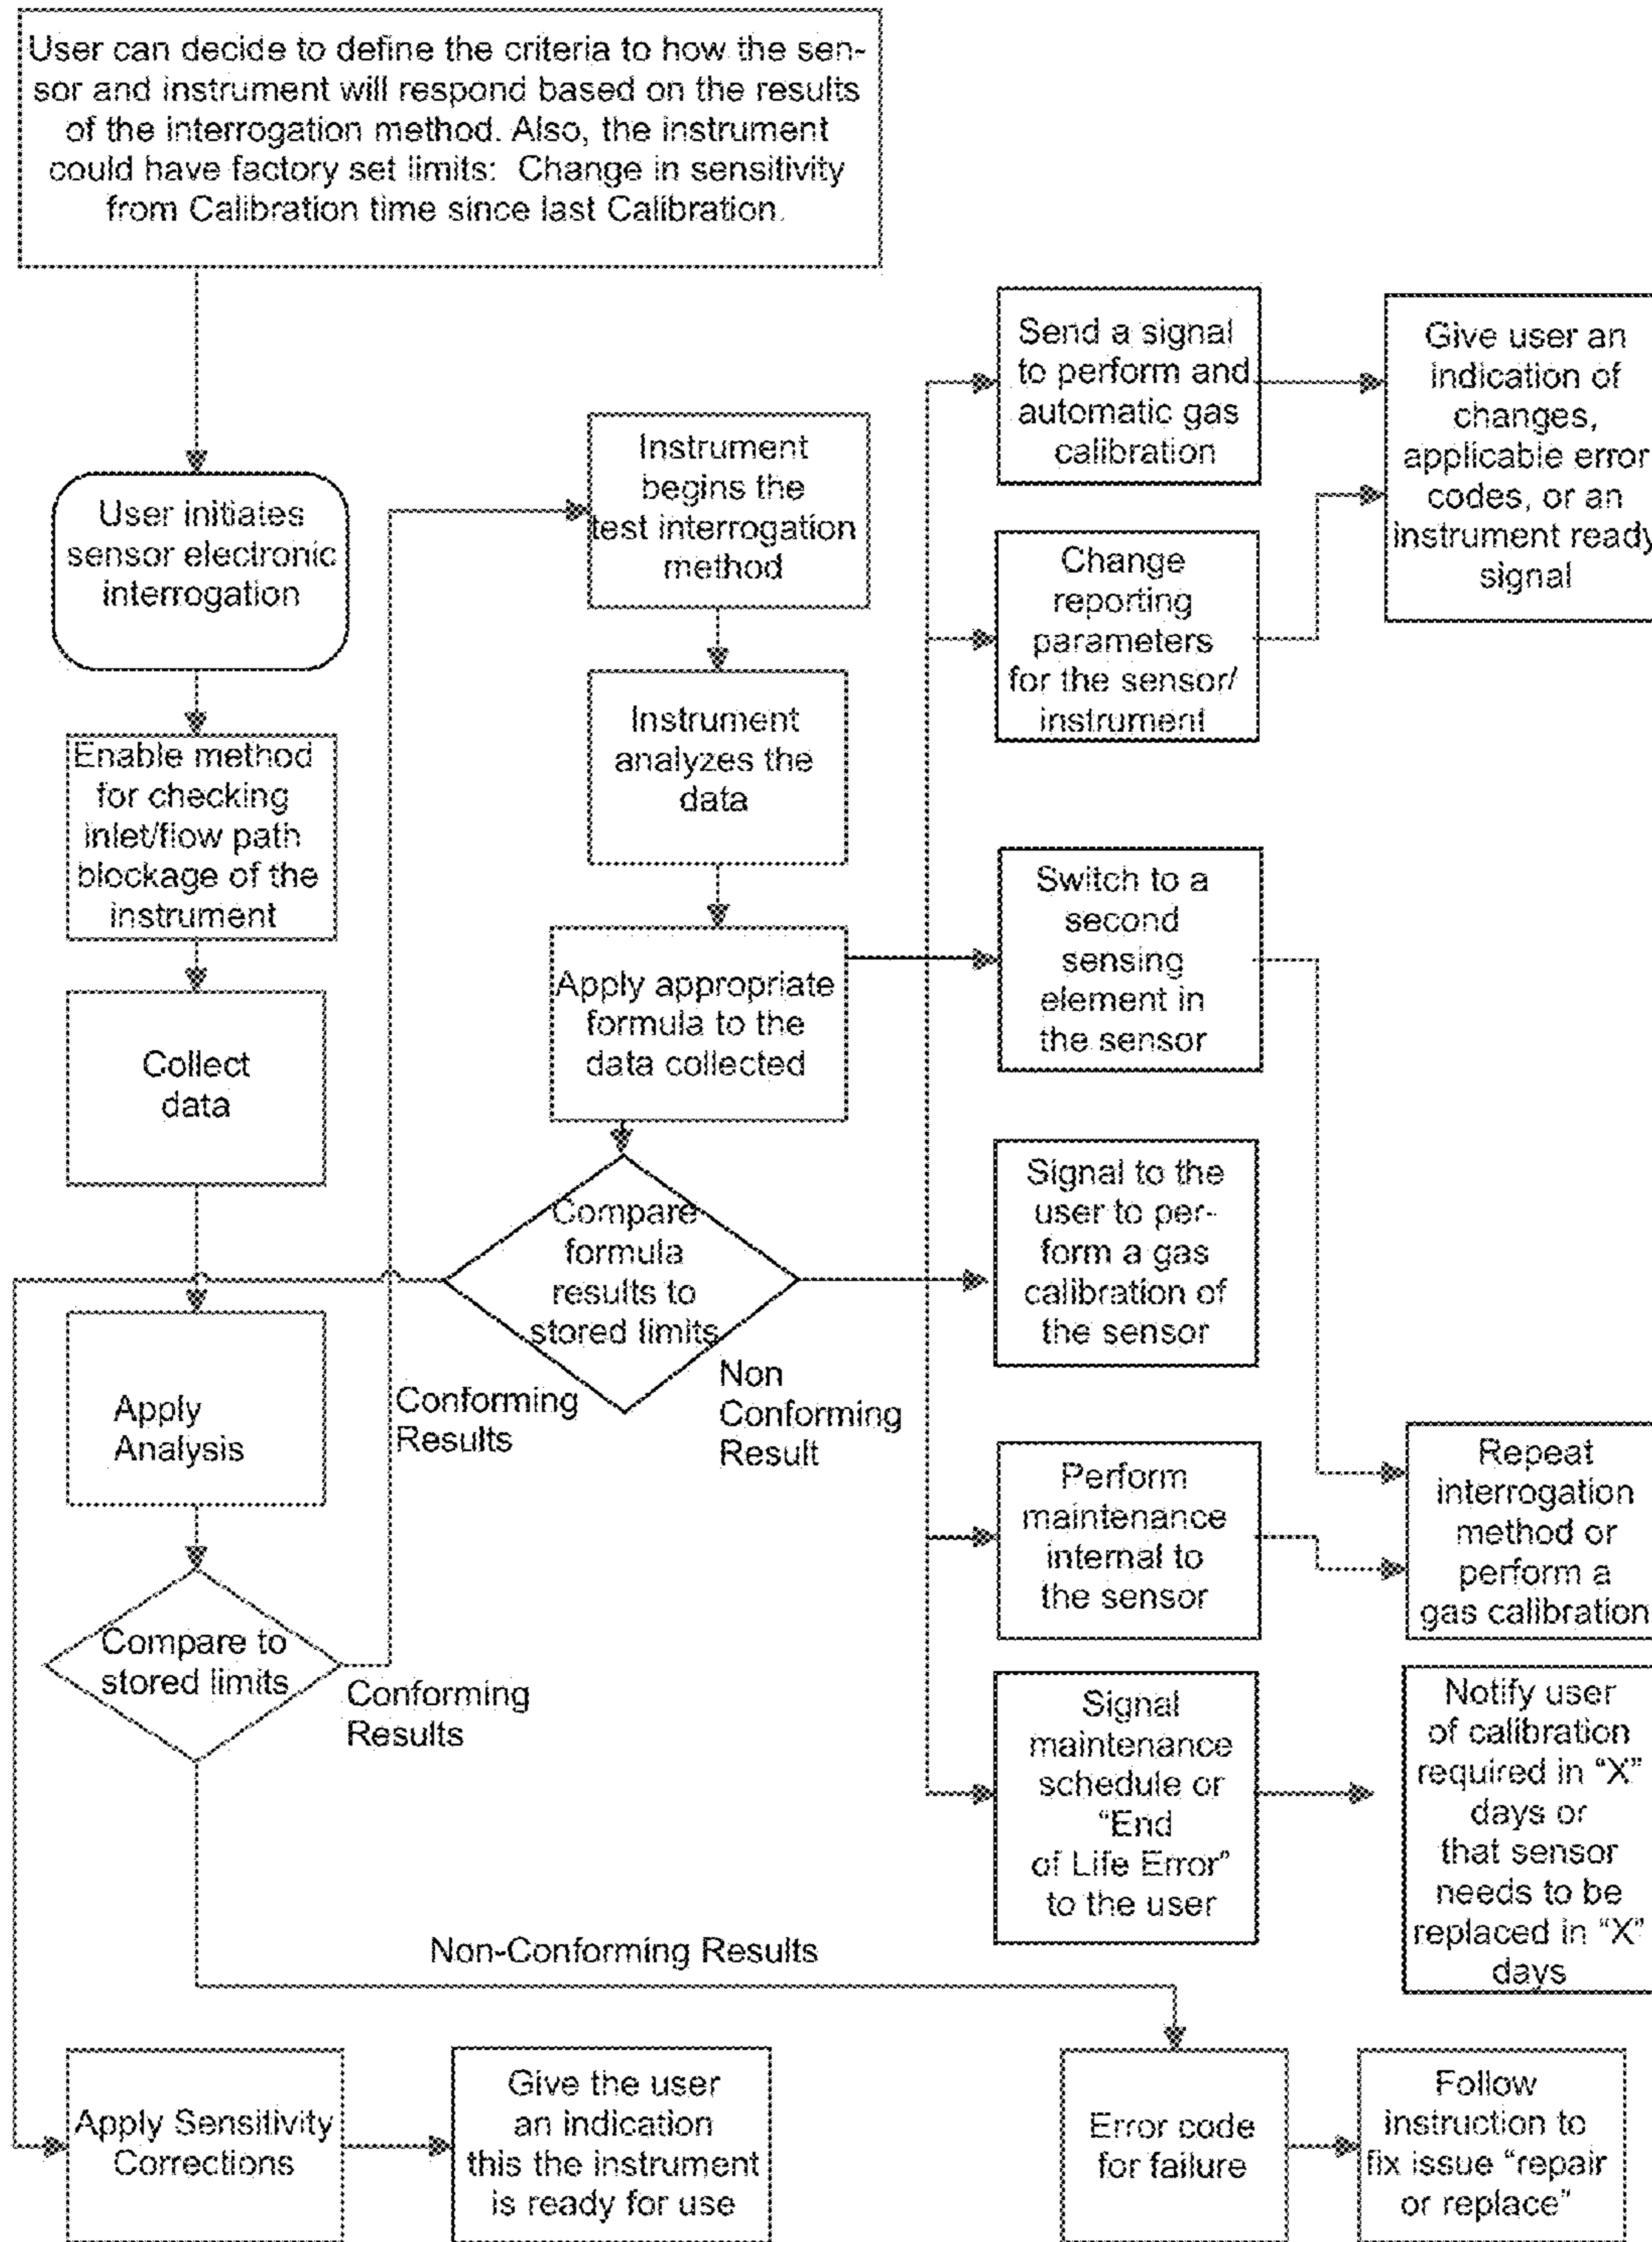 User can decide to define the criteria to how the sen-
sor and instrument will respond based on the results
of the interrogation method. Also, the instrument
could have factory set limits: Change in sensitivity
from Calibration time since last Calibration.
User initiates
sensor electronic
interrogation
Enable method
for checking
inlet/flow path
blockage of the
instrument
Collect
data
Apply
Analysis
Compare to
stored limits
Conforming
Results
Non-Conforming Results
Instrument
begins the
test interrogation
method
Instrument
analyzes the
data
Apply appropriate
formula to the
data collected
Compare
formula
results to
stored limits
Conforming
Results
Non
Conforming
Result
Send a signal
to perform and
automatic gas
calibration
Change
reporting
parameters
for the sensor/
instrument
Switch to a
second
sensing
element in
the sensor
Signal to the
user to per-
form a gas
calibration of
the sensor
Perform
maintenance
internal to
the sensor
Signal
maintenance
schedule or
“End
of Life Error”
to the user
Give user an
indication of
changes,
applicable error
codes, or an
instrument ready
signal
Repeat
interrogation
method or
perform a
gas calibration
Notify user
of calibration
required in “X”
days or
that sensor
needs to be
replaced in “X”
days
Apply Sensitivity
Corrections
Give the user
an indication
this the instrument
is ready for use
Error code
for failure
Follow
instruction to
fix issue “repair
or replace”